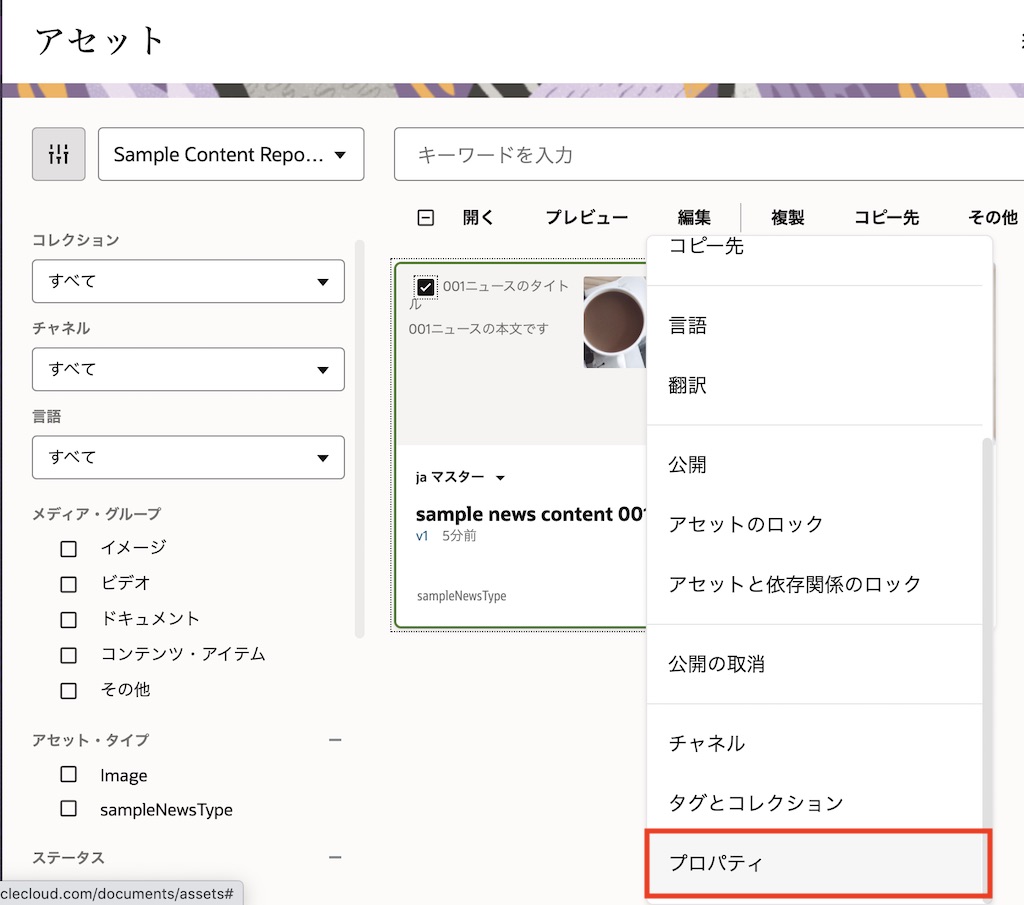 アセット
Sample Content Repo...
キーワードを入力
開く プレビュー 編集 複製 コピー先 その他
コレクション
すべて
チャネル
すべて
言語
すべて
メディア・グループ
イメージ
ビデオ
ドキュメント
コンテンツ・アイテム
その他
アセット・タイプ
Image
sampleNewsType
ステータス
clecloud.com/documents/assets#
001ニュースのタイト
ル
001ニュースの本文です
ja マスター
sample news content 001
v1 5分前
sampleNewsType
コピー先
言語
翻訳
公開
アセットのロック
アセットと依存関係のロック
公開の取消
チャネル
タグとコレクション
プロパティ